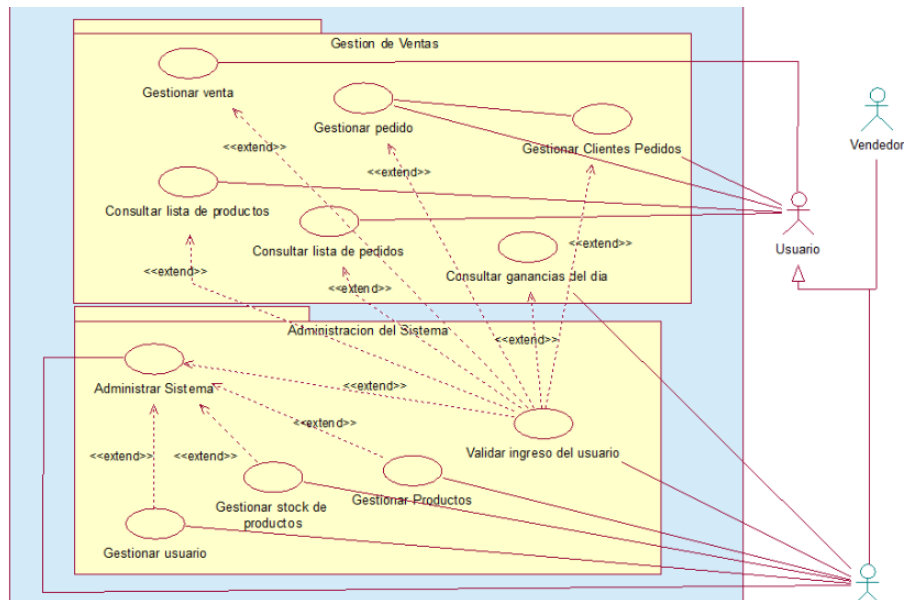 Gestion de Ventas
Gestionar venta
Gestionar pedido
Gestionar Clientes Pedidos
Vendedor
<<extend>>
<<extend>>
<<extend>>
Consultar lista de productos
Consultar lista de pedidos
<<extend>>
Usuario
<<extend>>
Consultar ganancias del dia
<<extend>>
Administracion del Sistema
<<extend>>
Administrar Sistema
<<extend>>
<<extend>>
<<extend>>
<<extend>>
Validar ingreso del usuario
Gestionar stock de
productos
Gestionar Productos
Gestionar usuario